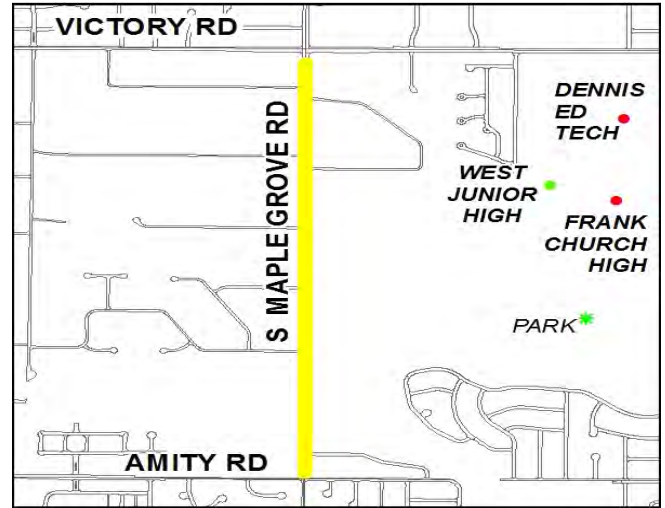 VICTORY RD
DENNIS
ED
TECH
S MAPLE GROVE RD
WEST
JUNIOR
HIGH
FRANK
CHURCH
HIGH
PARK
AMITY RD